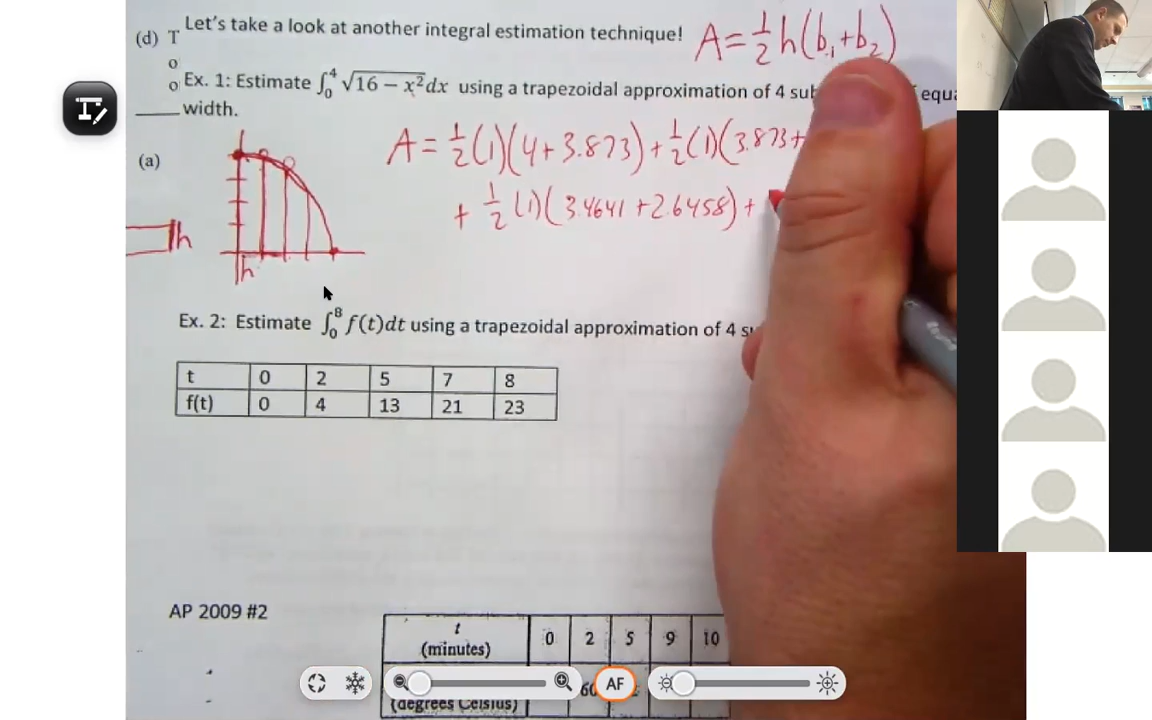 Let's take a look at another integral estimation technique!
A = 1/2 h(b₁+b₂)
(d) T
o
o
Ex. 1: Estimate ∫₀⁴ √16 − x² dx using a trapezoidal approximation of 4 equa
width.
(a)
A = 1/2 (1)(4+3.873) + 1/2 (1)(3.873+
+ 1/2 (1)(3.4641 + 2.6458) +
h
h
Ex. 2: Estimate ∫₀⁸ f(t)dt using a trapezoidal approximation of 4 s
t 0 2 5 7 8
f(t) 0 4 13 21 23
AP 2009 #2
t (minutes) 0 2 5 9 10
(degrees Celsius)
AF